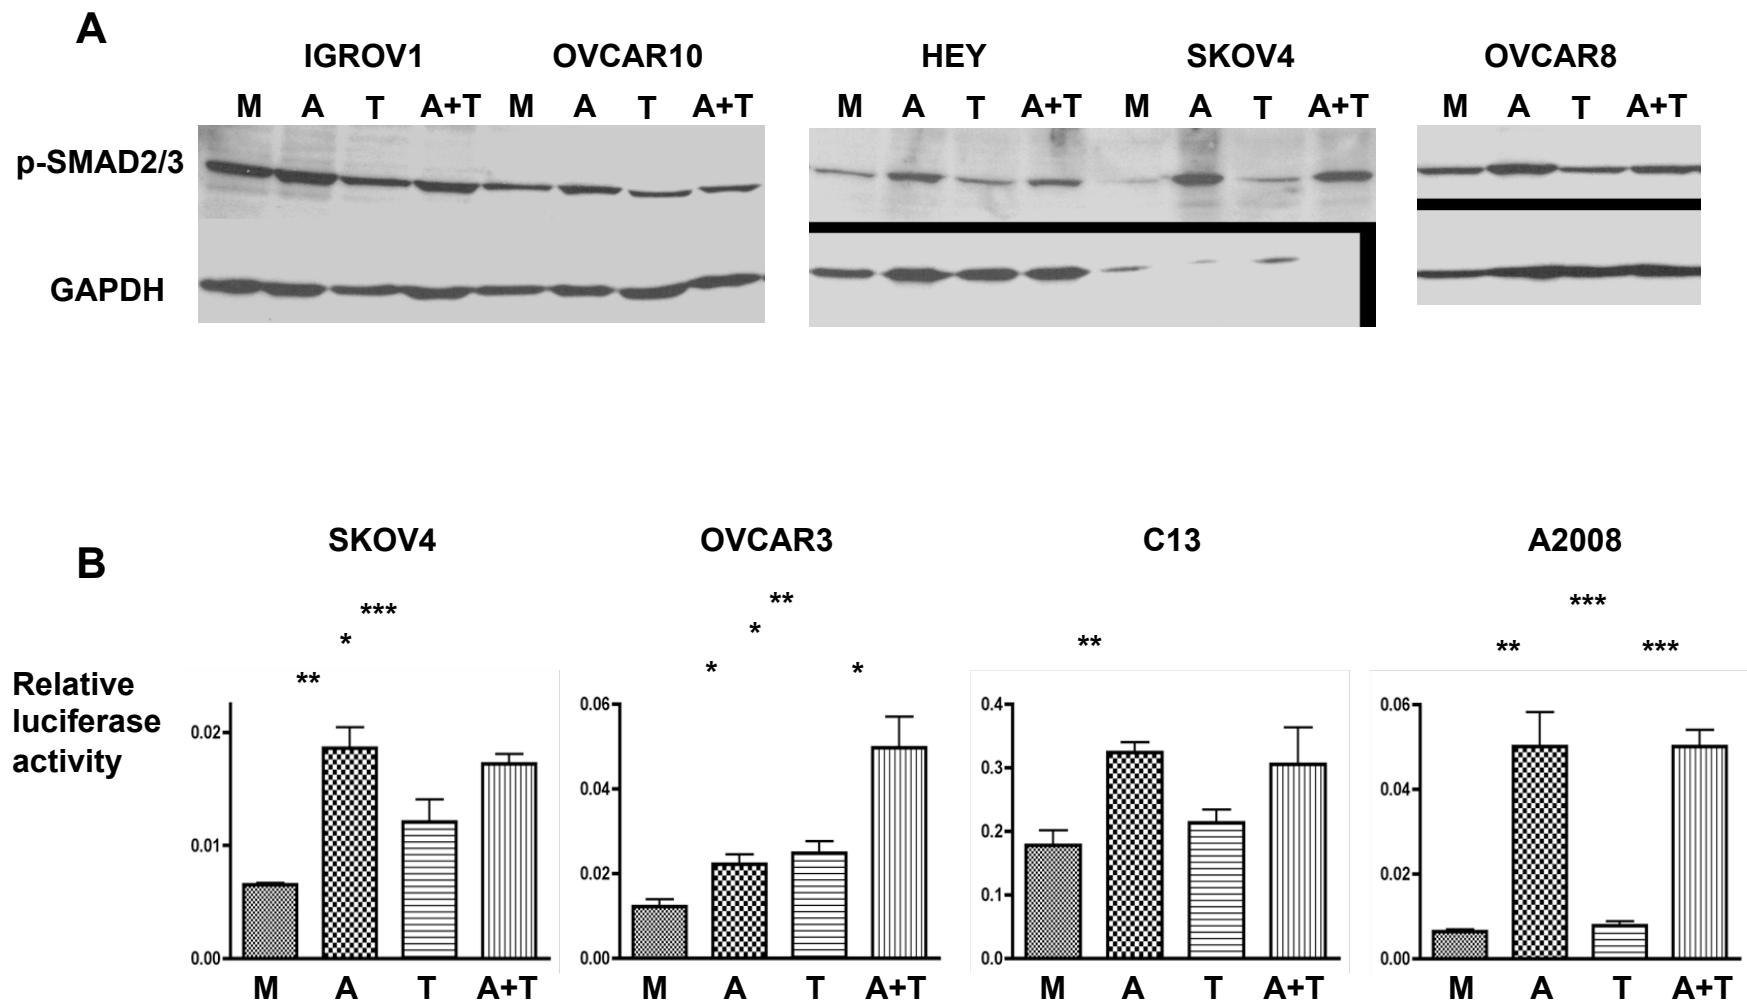 A
IGROV1 OVCAR10 HEY SKOV4 OVCAR8
M A T A+T M A T A+T M A T A+T M A T A+T M A T A+T
p-SMAD2/3
GAPDH
B
SKOV4 OVCAR3 C13 A2008
*** ** ***
* * ** ** ***
** * *
Relative
luciferase
activity
0.02
0.01
0.00
M A T A+T
0.06
0.04
0.02
0.00
M A T A+T
0.4
0.3
0.2
0.1
0.0
M A T A+T
0.06
0.04
0.02
0.00
M A T A+T